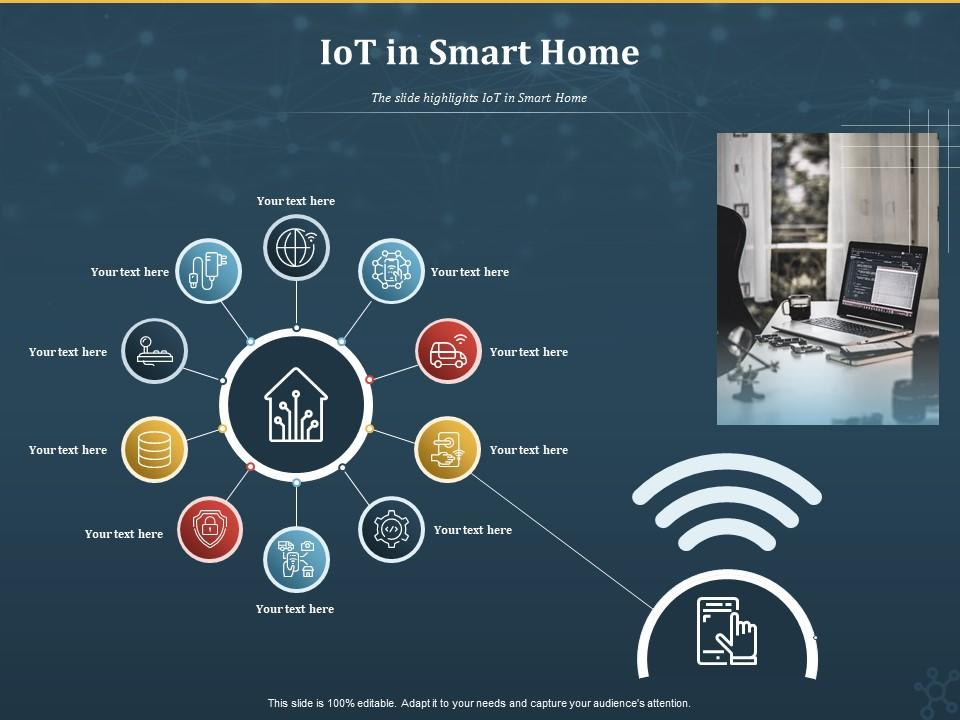 IoT in Smart Home
The slide highlights IoT in Smart Home
Your text here
Your text here
Your text here
Your text here
Your text here
Your text here
Your text here
Your text here
Your text here
Your text here
This slide is 100% editable. Adapt it to your needs and capture your audience's attention.